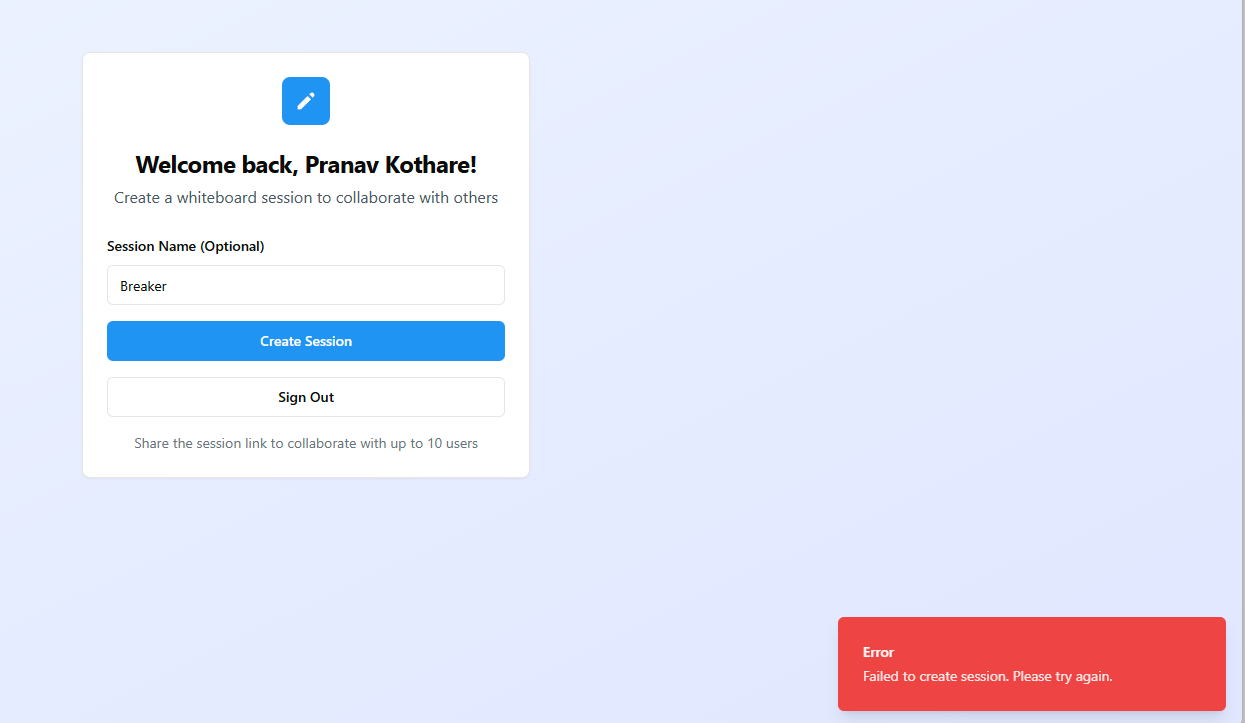 Welcome back, Pranav Kothare!
Create a whiteboard session to collaborate with others
Session Name (Optional)
Breaker
Create Session
Sign Out
Share the session link to collaborate with up to 10 users
Error
Failed to create session. Please try again.